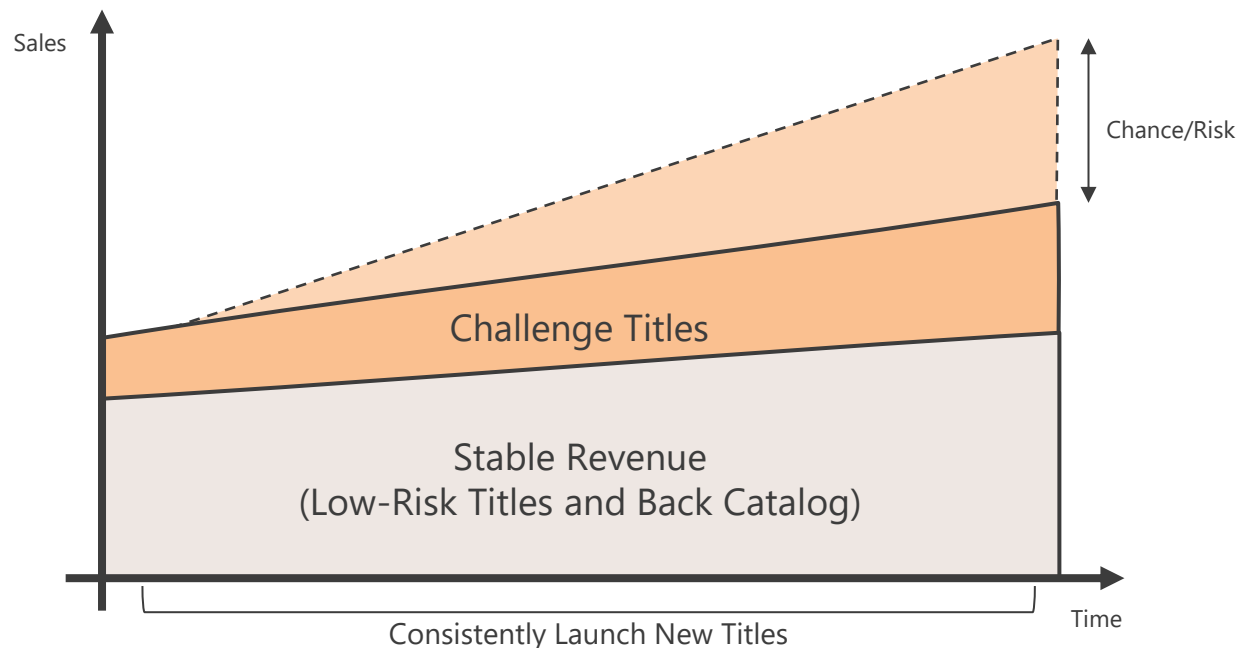 Sales
Chance/Risk
Challenge Titles
Stable Revenue
(Low-Risk Titles and Back Catalog)
Time
Consistently Launch New Titles